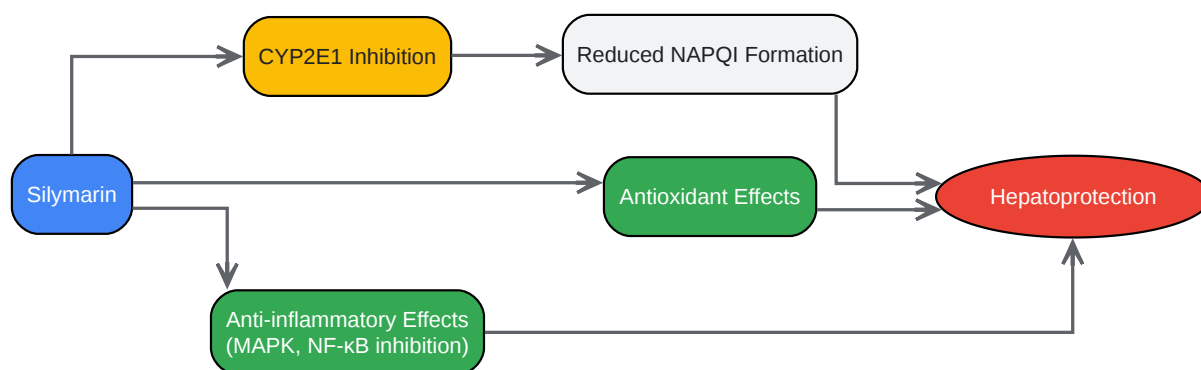 CYP2E1 Inhibition
Reduced NAPQI Formation
Silymarin
Antioxidant Effects
Hepatoprotection
Anti-inflammatory Effects
(MAPK, NF-κB inhibition)